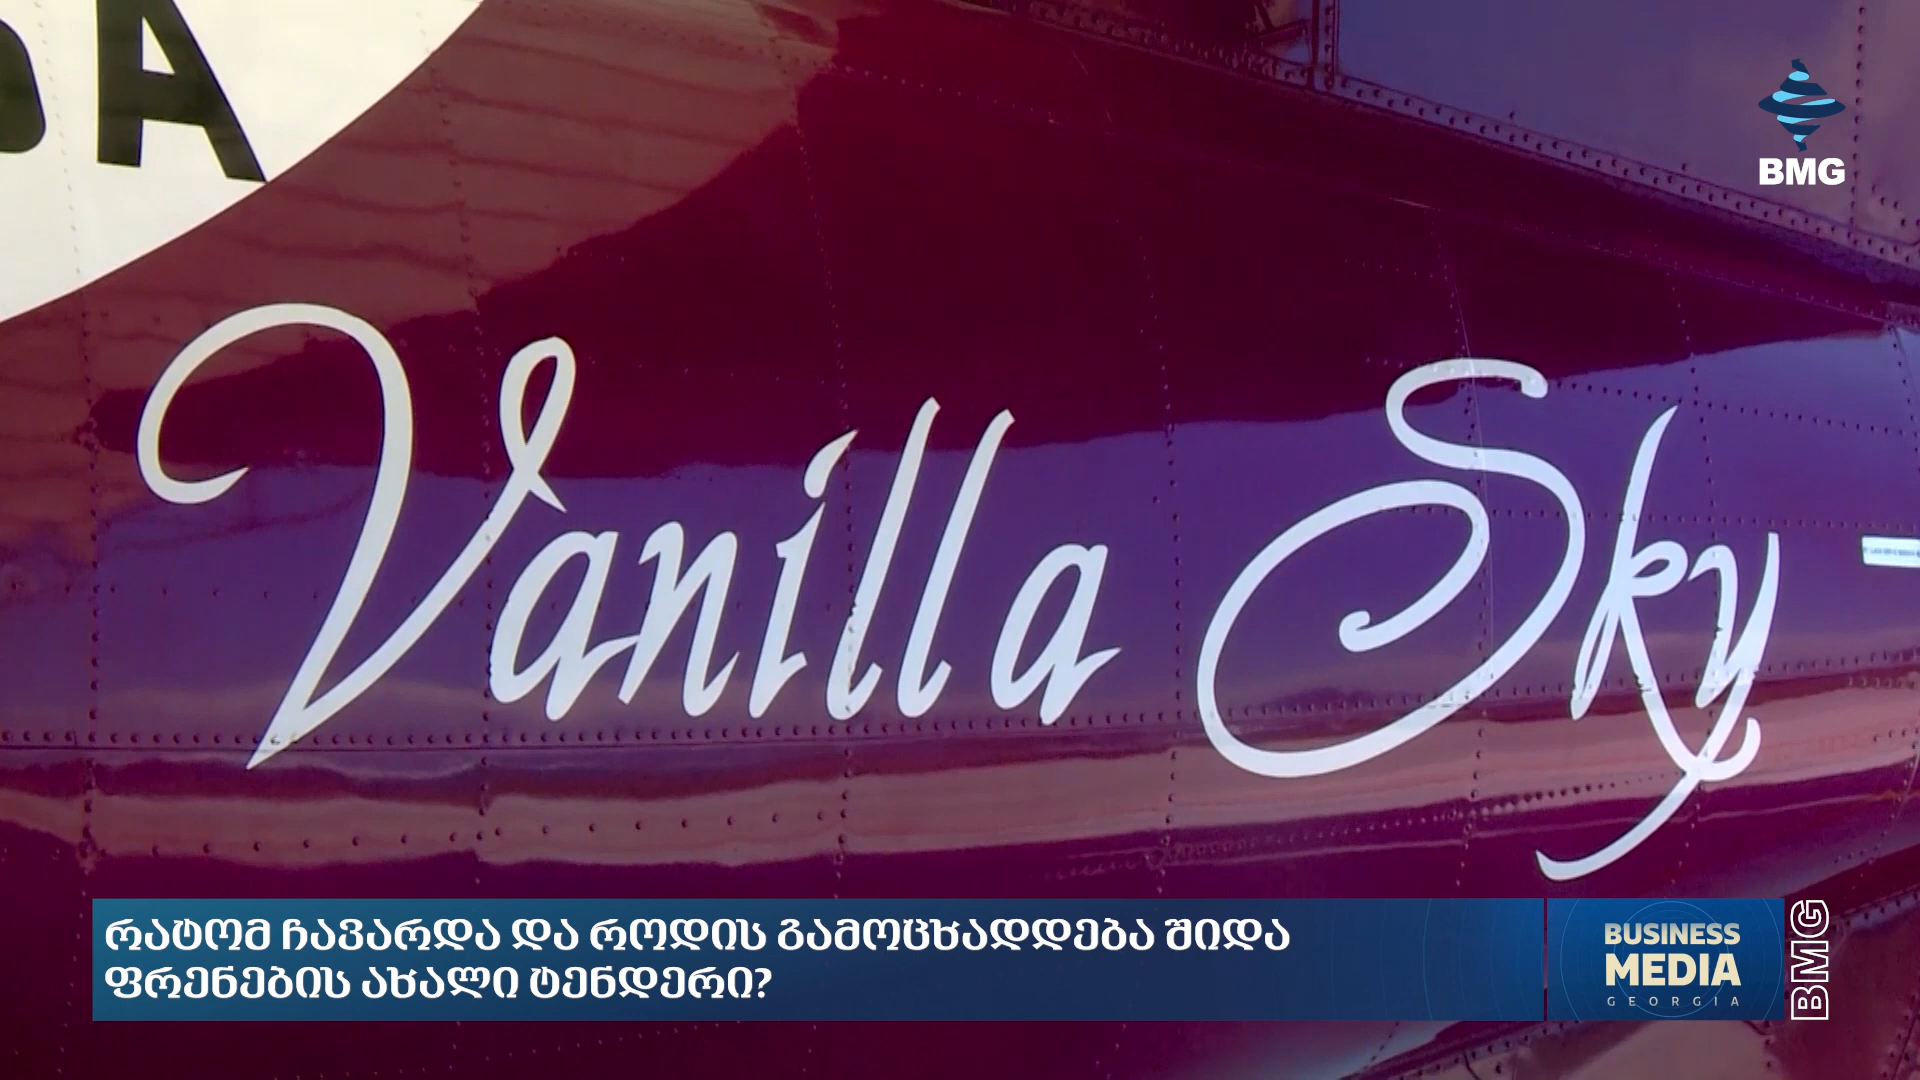 BMG
Vanilla Sky
რატომ ჩავარდა და როდის გამოცხადდება შიდა
ფრენების ახალი ტენდერი?
BUSINESS
MEDIA
GEORGIA
BMG